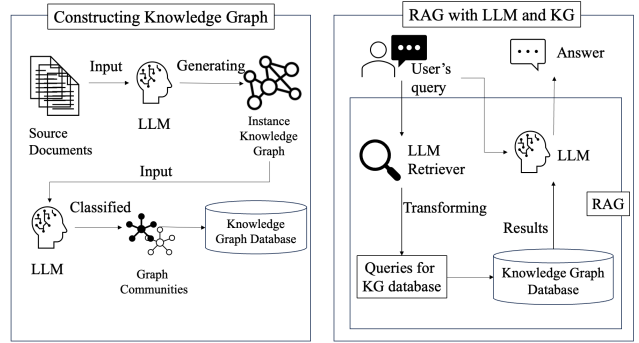 Constructing Knowledge Graph
Input
Generating
Source
Documents
LLM
Instance
Knowledge
Graph
Input
Classified
LLM
Graph
Communities
Knowledge
Graph Database
RAG with LLM and KG
User's
query
Answer
LLM
Retriever
LLM
RAG
Transforming
Results
Queries for
KG database
Knowledge Graph
Database